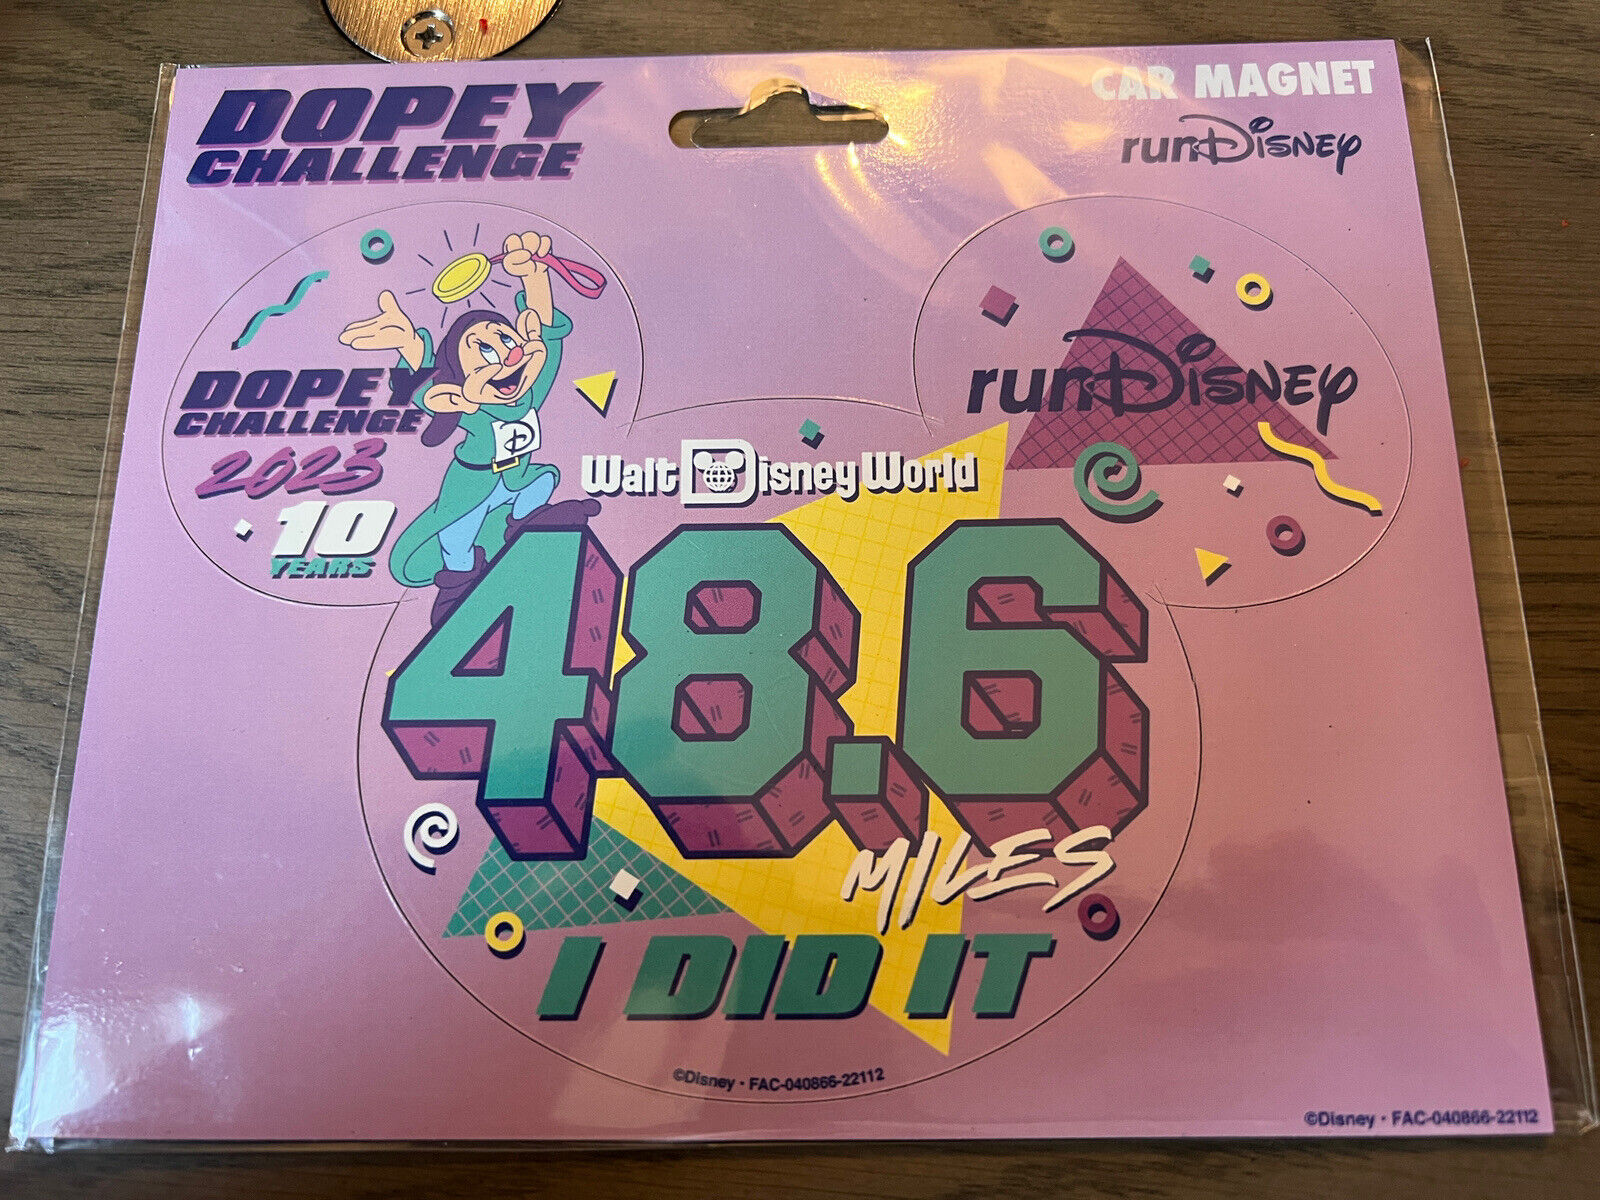 DOPEY
CHALLENGE
CAR MAGNET
runDisney
DOPEY
CHALLENGE
2023
10
YEARS
D
runDisney
Walt Disney World
48.6
MILES
I DID IT
©Disney • FAC-040866-22112
©Disney • FAC-040866-22112